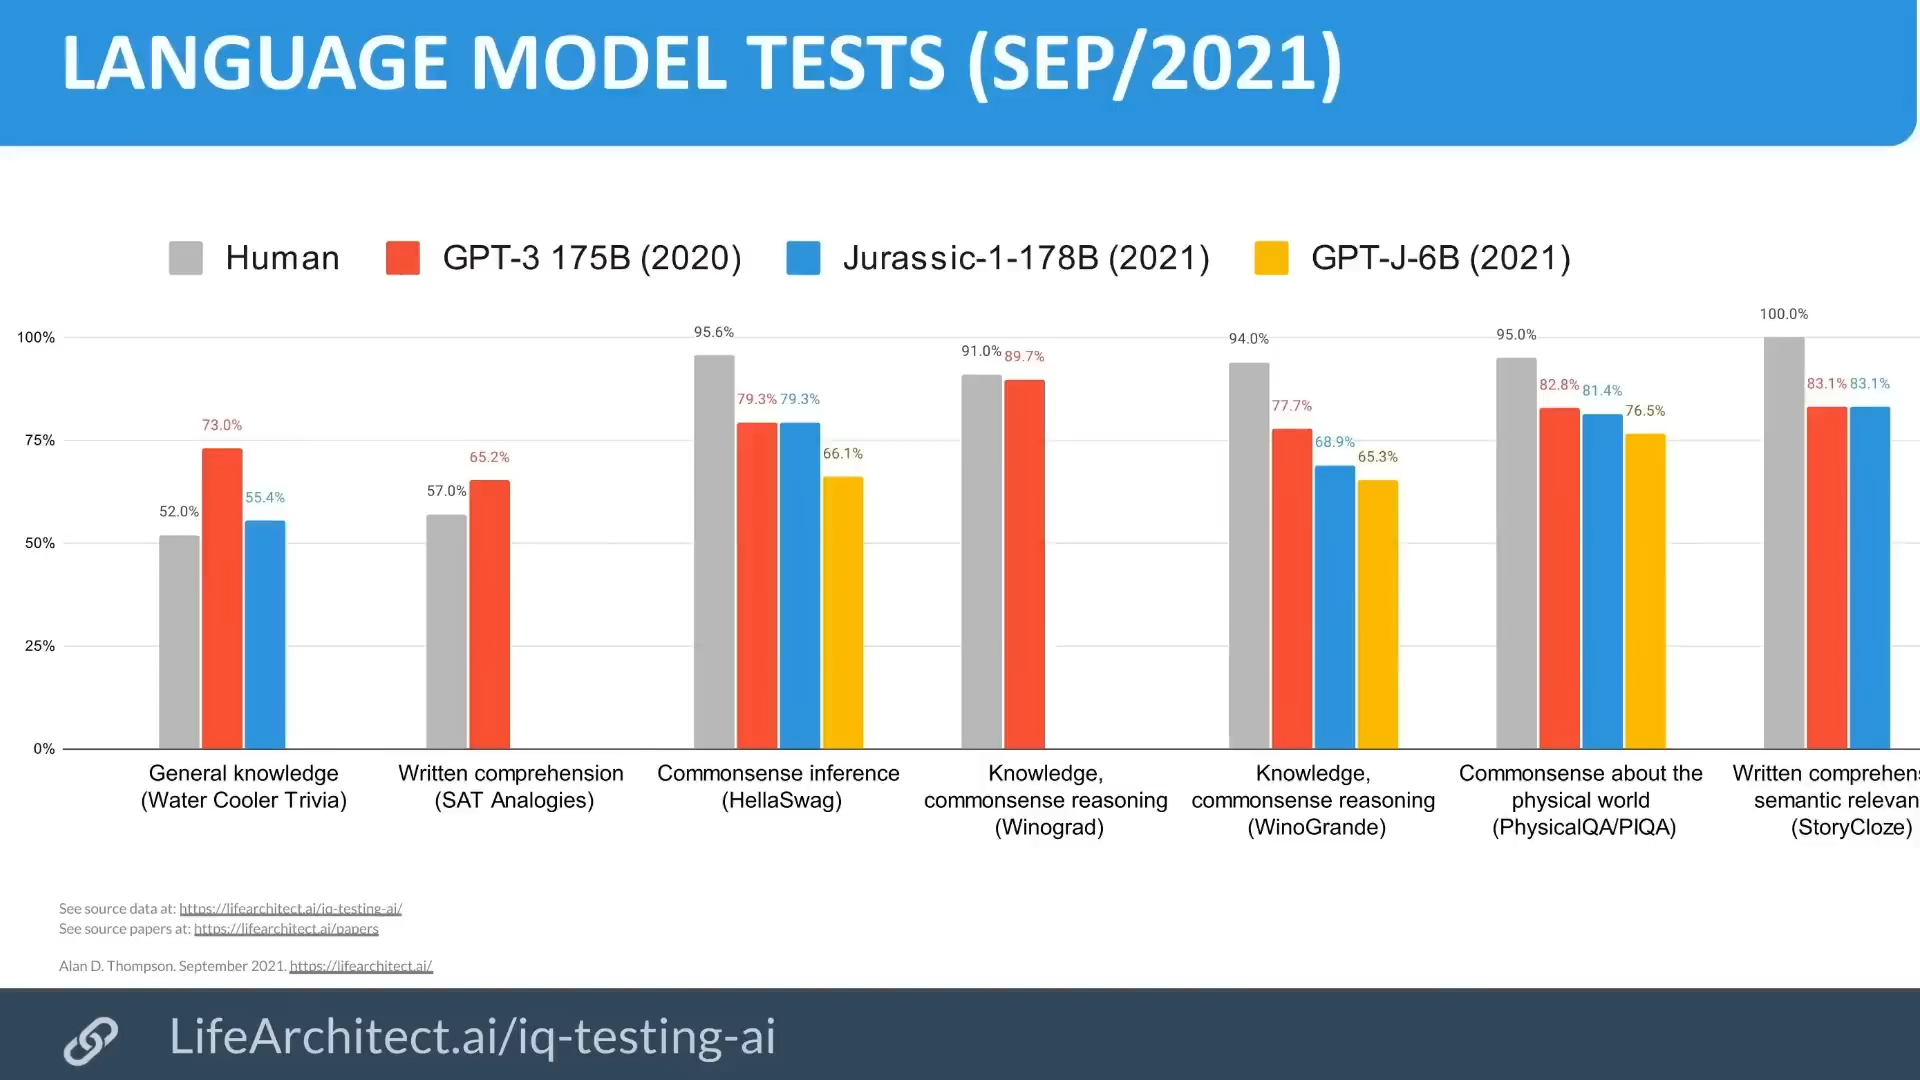 LANGUAGE MODEL TESTS (SEP/2021)
Human GPT-3 175B (2020) Jurassic-1-178B (2021) GPT-J-6B (2021)
100%
75%
50%
25%
0%
52.0% 73.0% 55.4%
57.0% 65.2%
95.6% 79.3% 79.3% 66.1%
91.0% 89.7%
94.0% 77.7% 68.9% 65.3%
95.0% 82.8% 81.4% 76.5%
100.0% 83.1% 83.1%
General knowledge
(Water Cooler Trivia)
Written comprehension
(SAT Analogies)
Commonsense inference
(HellaSwag)
Knowledge,
commonsense reasoning
(Winograd)
Knowledge,
commonsense reasoning
(WinoGrande)
Commonsense about the
physical world
(PhysicalQA/PIQA)
Written comprehens
semantic relevan
(StoryCloze)
See source data at: https://lifearchitect.ai/iq-testing-ai/
See source papers at: https://lifearchitect.ai/papers
Alan D. Thompson. September 2021. https://lifearchitect.ai/
LifeArchitect.ai/iq-testing-ai